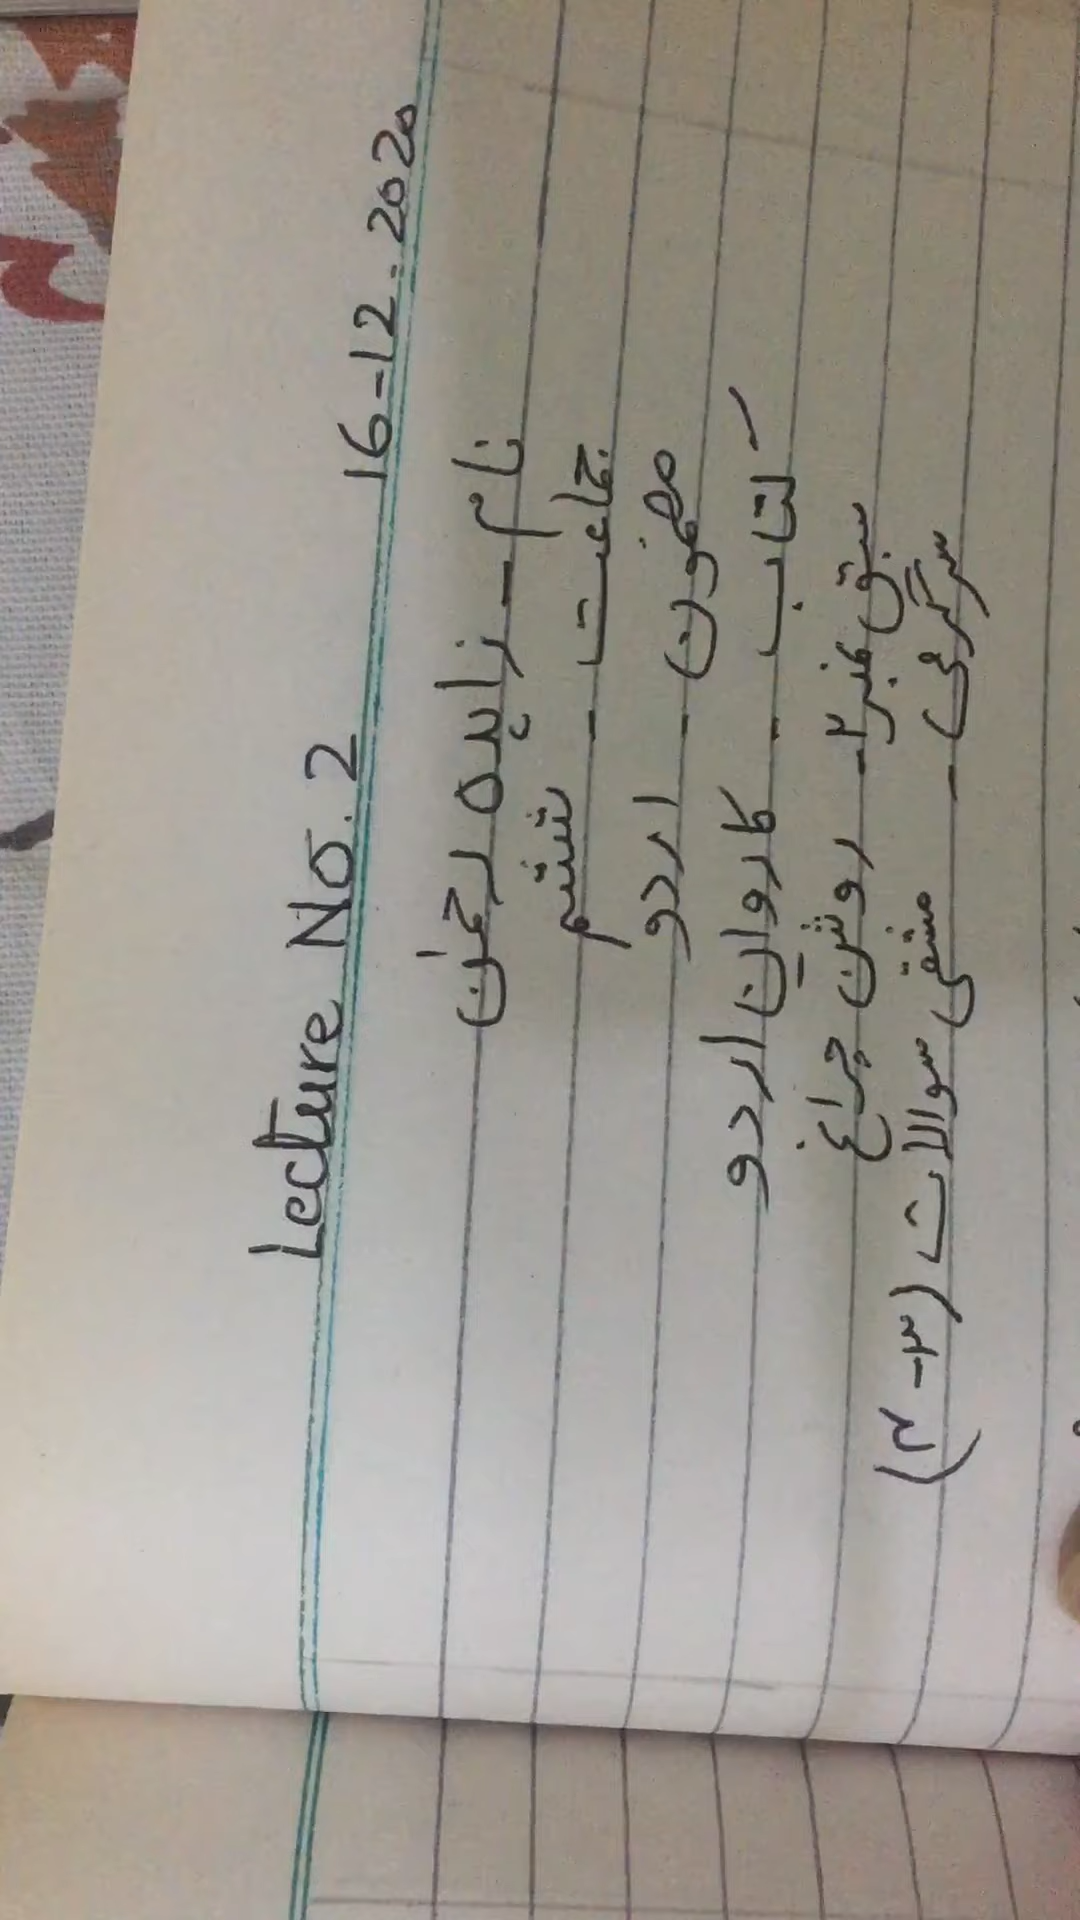 Lecture No. 2 16-12-2020
نام - زاہدہ رحمٰن
جماعت - ششم
مضمون - اردو
کتاب - کاروانِ اردو -
سبق نمبر ۲ - روشن چراغ
سرگرمی - مشقی سوالات (۳ - ۴)